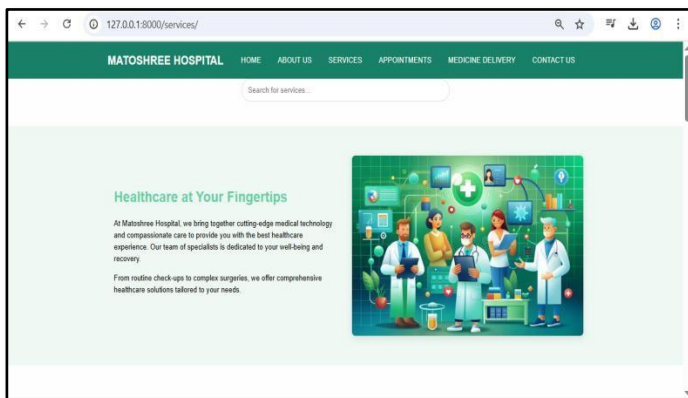 127.0.0.1:8000/services/
MATOSHREE HOSPITAL HOME ABOUT US SERVICES APPOINTMENTS MEDICINE DELIVERY CONTACT US
Search for services...
Healthcare at Your Fingertips
At Matoshree Hospital, we bring together cutting-edge medical technology
and compassionate care to provide you with the best healthcare
experience. Our team of specialists is dedicated to your well-being and
recovery.
From routine check-ups to complex surgeries, we offer comprehensive
healthcare solutions tailored to your needs.